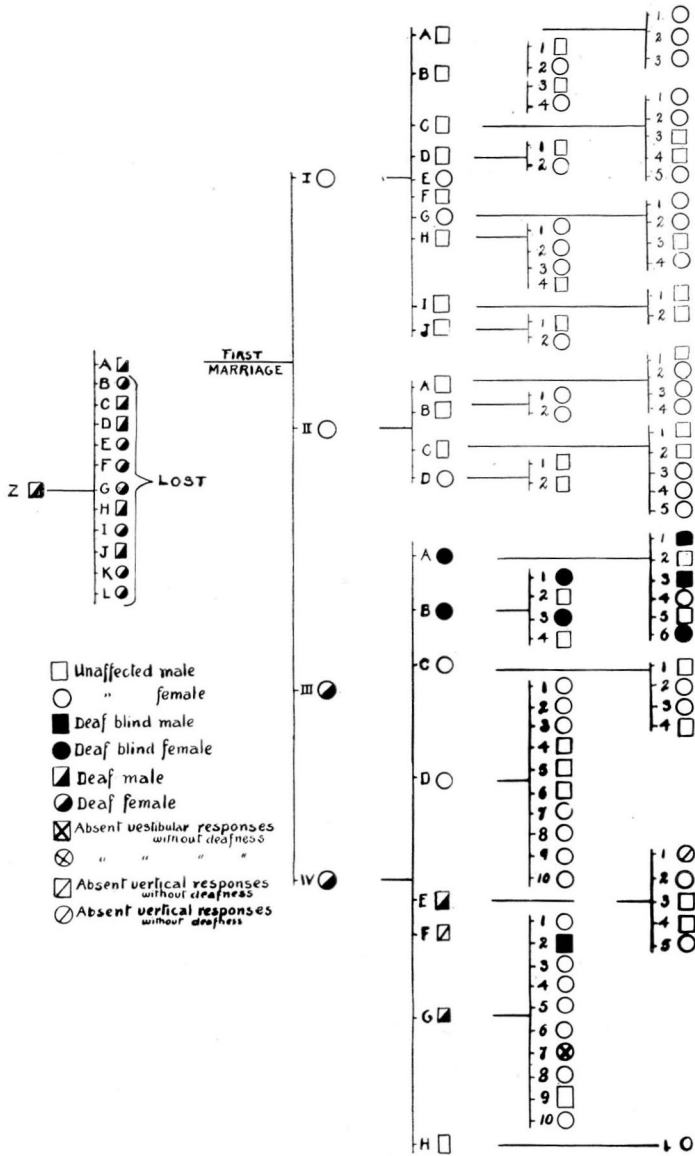 Z
A
B
C
D
E
F
G
H
I
J
K
L
LOST
FIRST
MARRIAGE
I
II
III
IV
A
B
C
D
E
F
G
H
I
J
A
B
C
D
A
B
C
D
E
F
G
H
1
2
3
4
1
2
1
2
3
4
1
2
1
2
1
2
1
2
3
4
1
2
3
4
5
6
7
8
9
10
1
2
3
4
5
6
7
8
9
10
1
2
3
1
2
3
4
5
1
2
3
4
1
2
1
2
3
4
1
2
3
4
5
1
2
3
4
5
6
1
2
3
4
1
2
3
4
5
1
Unaffected male
" female
Deaf blind male
Deaf blind female
Deaf male
Deaf female
Absent vestibular responses
without deafness
" " " "
Absent vertical responses
without deafness
Absent vertical responses
without deafness